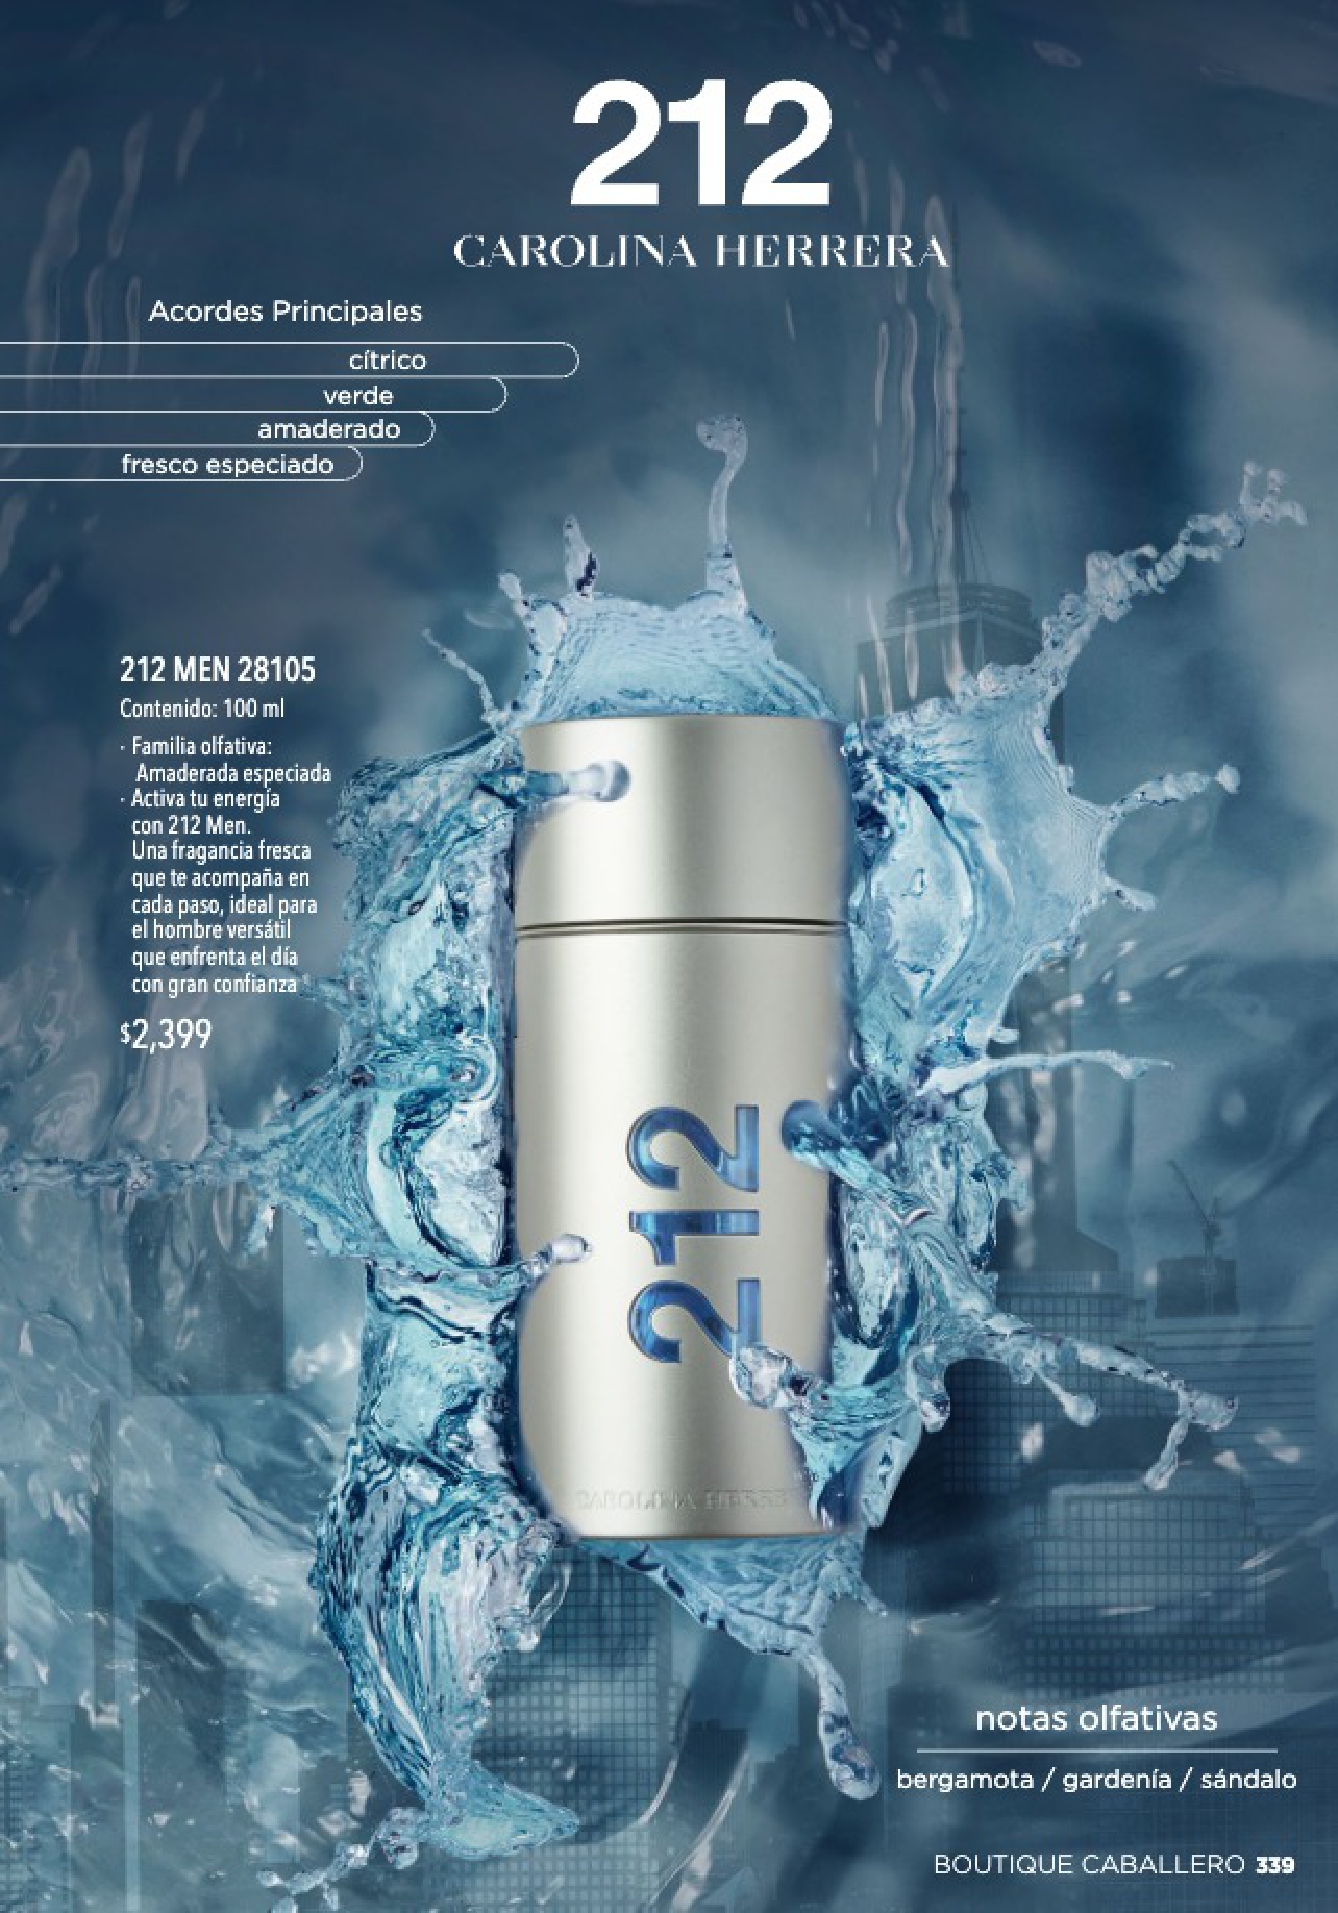 212
CAROLINA HERRERA
Acordes Principales
cítrico
verde
amaderado
fresco especiado
212 MEN 28105
Contenido: 100 ml
· Familia olfativa:
Amaderada especiada
· Activa tu energía
con 212 Men.
Una fragancia fresca
que te acompaña en
cada paso, ideal para
el hombre versátil
que enfrenta el día
con gran confianza
$2,399
212
CAROLINA HERRE
notas olfativas
bergamota / gardenía / sándalo
BOUTIQUE CABALLERO 339